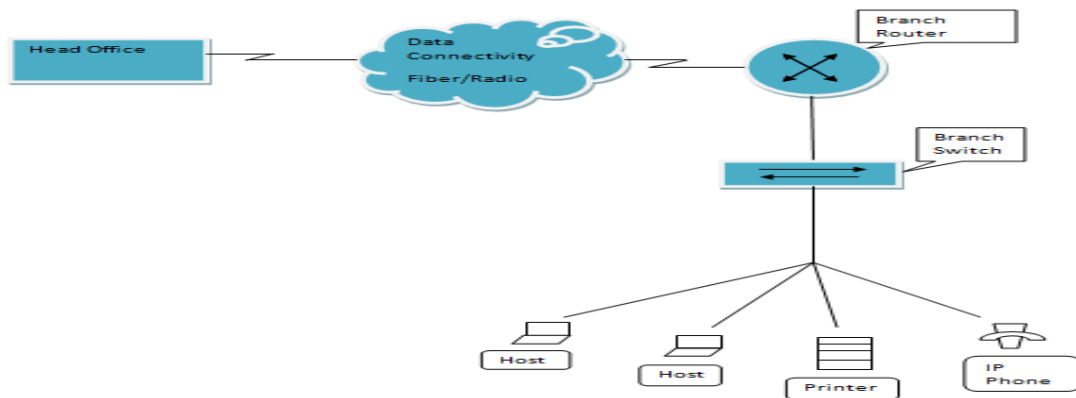 Head Office
Data
Connectivity
Fiber/Radio
Branch
Router
Branch
Switch
Host
Host
Printer
IP
Phone